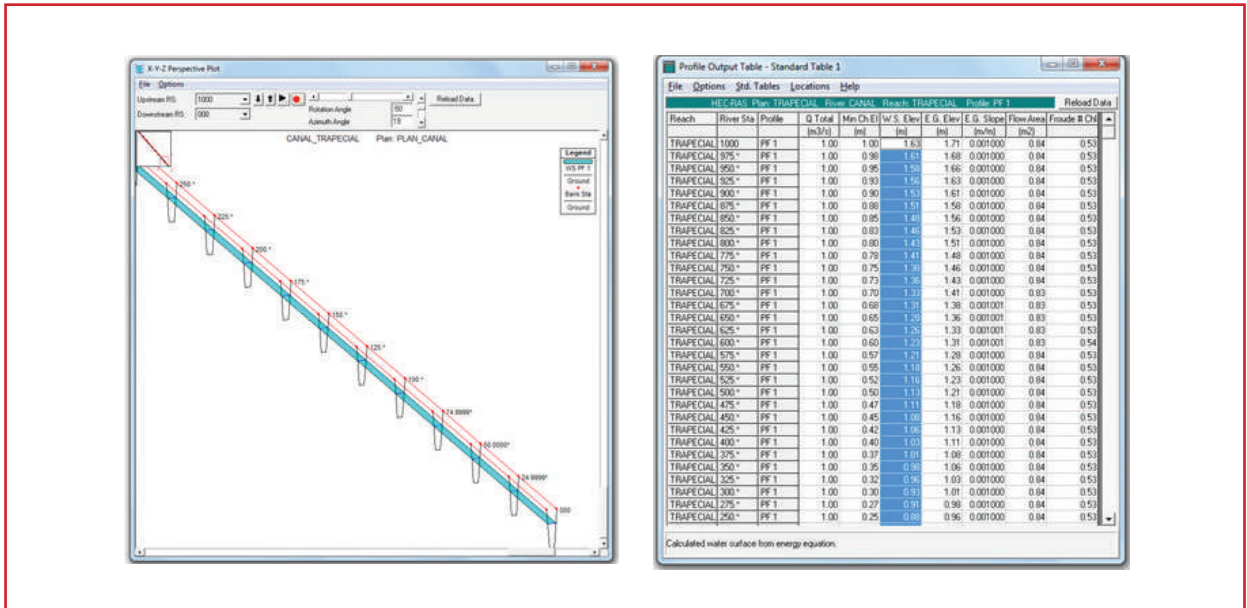 X-Y-Z Perspective Plot
File Options
Upstream RS: 1000
Downstream RS: 000
Rotation Angle 50
Azimuth Angle 19
Reload Data
CANAL_TRAPECIAL Plan: PLAN_CANAL
Legend
WS PF 1
Ground
Bank Sta
Ground
250.*
225.*
200.*
175.*
150.*
125.*
100.*
74.9999*
50.0000*
24.9999*
000
Profile Output Table - Standard Table 1
File Options Std. Tables Locations Help
HEC-RAS Plan: TRAPECIAL River: CANAL Reach: TRAPECIAL Profile: PF 1 Reload Data
Reach River Sta Profile Q Total Min Ch El W.S. Elev E.G. Elev E.G. Slope Flow Area Froude # Chl
(m3/s) (m) (m) (m) (m/m) (m2)
TRAPECIAL 1000 PF 1 1.00 1.00 1.63 1.71 0.001000 0.84 0.53
TRAPECIAL 975.* PF 1 1.00 0.98 1.61 1.68 0.001000 0.84 0.53
TRAPECIAL 950.* PF 1 1.00 0.95 1.58 1.66 0.001000 0.84 0.53
TRAPECIAL 925.* PF 1 1.00 0.93 1.56 1.63 0.001000 0.84 0.53
TRAPECIAL 900.* PF 1 1.00 0.90 1.53 1.61 0.001000 0.84 0.53
TRAPECIAL 875.* PF 1 1.00 0.88 1.51 1.58 0.001000 0.84 0.53
TRAPECIAL 850.* PF 1 1.00 0.85 1.48 1.56 0.001000 0.84 0.53
TRAPECIAL 825.* PF 1 1.00 0.83 1.46 1.53 0.001000 0.84 0.53
TRAPECIAL 800.* PF 1 1.00 0.80 1.43 1.51 0.001000 0.84 0.53
TRAPECIAL 775.* PF 1 1.00 0.78 1.41 1.48 0.001000 0.84 0.53
TRAPECIAL 750.* PF 1 1.00 0.75 1.38 1.46 0.001000 0.84 0.53
TRAPECIAL 725.* PF 1 1.00 0.73 1.36 1.43 0.001000 0.84 0.53
TRAPECIAL 700.* PF 1 1.00 0.70 1.33 1.41 0.001000 0.83 0.53
TRAPECIAL 675.* PF 1 1.00 0.68 1.31 1.38 0.001001 0.83 0.53
TRAPECIAL 650.* PF 1 1.00 0.65 1.28 1.36 0.001001 0.83 0.53
TRAPECIAL 625.* PF 1 1.00 0.63 1.26 1.33 0.001001 0.83 0.53
TRAPECIAL 600.* PF 1 1.00 0.60 1.23 1.31 0.001001 0.83 0.54
TRAPECIAL 575.* PF 1 1.00 0.57 1.21 1.28 0.001000 0.84 0.53
TRAPECIAL 550.* PF 1 1.00 0.55 1.18 1.26 0.001000 0.84 0.53
TRAPECIAL 525.* PF 1 1.00 0.52 1.16 1.23 0.001000 0.84 0.53
TRAPECIAL 500.* PF 1 1.00 0.50 1.13 1.21 0.001000 0.84 0.53
TRAPECIAL 475.* PF 1 1.00 0.47 1.11 1.18 0.001000 0.84 0.53
TRAPECIAL 450.* PF 1 1.00 0.45 1.08 1.16 0.001000 0.84 0.53
TRAPECIAL 425.* PF 1 1.00 0.42 1.06 1.13 0.001000 0.84 0.53
TRAPECIAL 400.* PF 1 1.00 0.40 1.03 1.11 0.001000 0.84 0.53
TRAPECIAL 375.* PF 1 1.00 0.37 1.01 1.08 0.001000 0.84 0.53
TRAPECIAL 350.* PF 1 1.00 0.35 0.98 1.06 0.001000 0.84 0.53
TRAPECIAL 325.* PF 1 1.00 0.32 0.96 1.03 0.001000 0.84 0.53
TRAPECIAL 300.* PF 1 1.00 0.30 0.93 1.01 0.001000 0.84 0.53
TRAPECIAL 275.* PF 1 1.00 0.27 0.91 0.98 0.001000 0.84 0.53
TRAPECIAL 250.* PF 1 1.00 0.25 0.88 0.96 0.001000 0.84 0.53
Calculated water surface from energy equation.